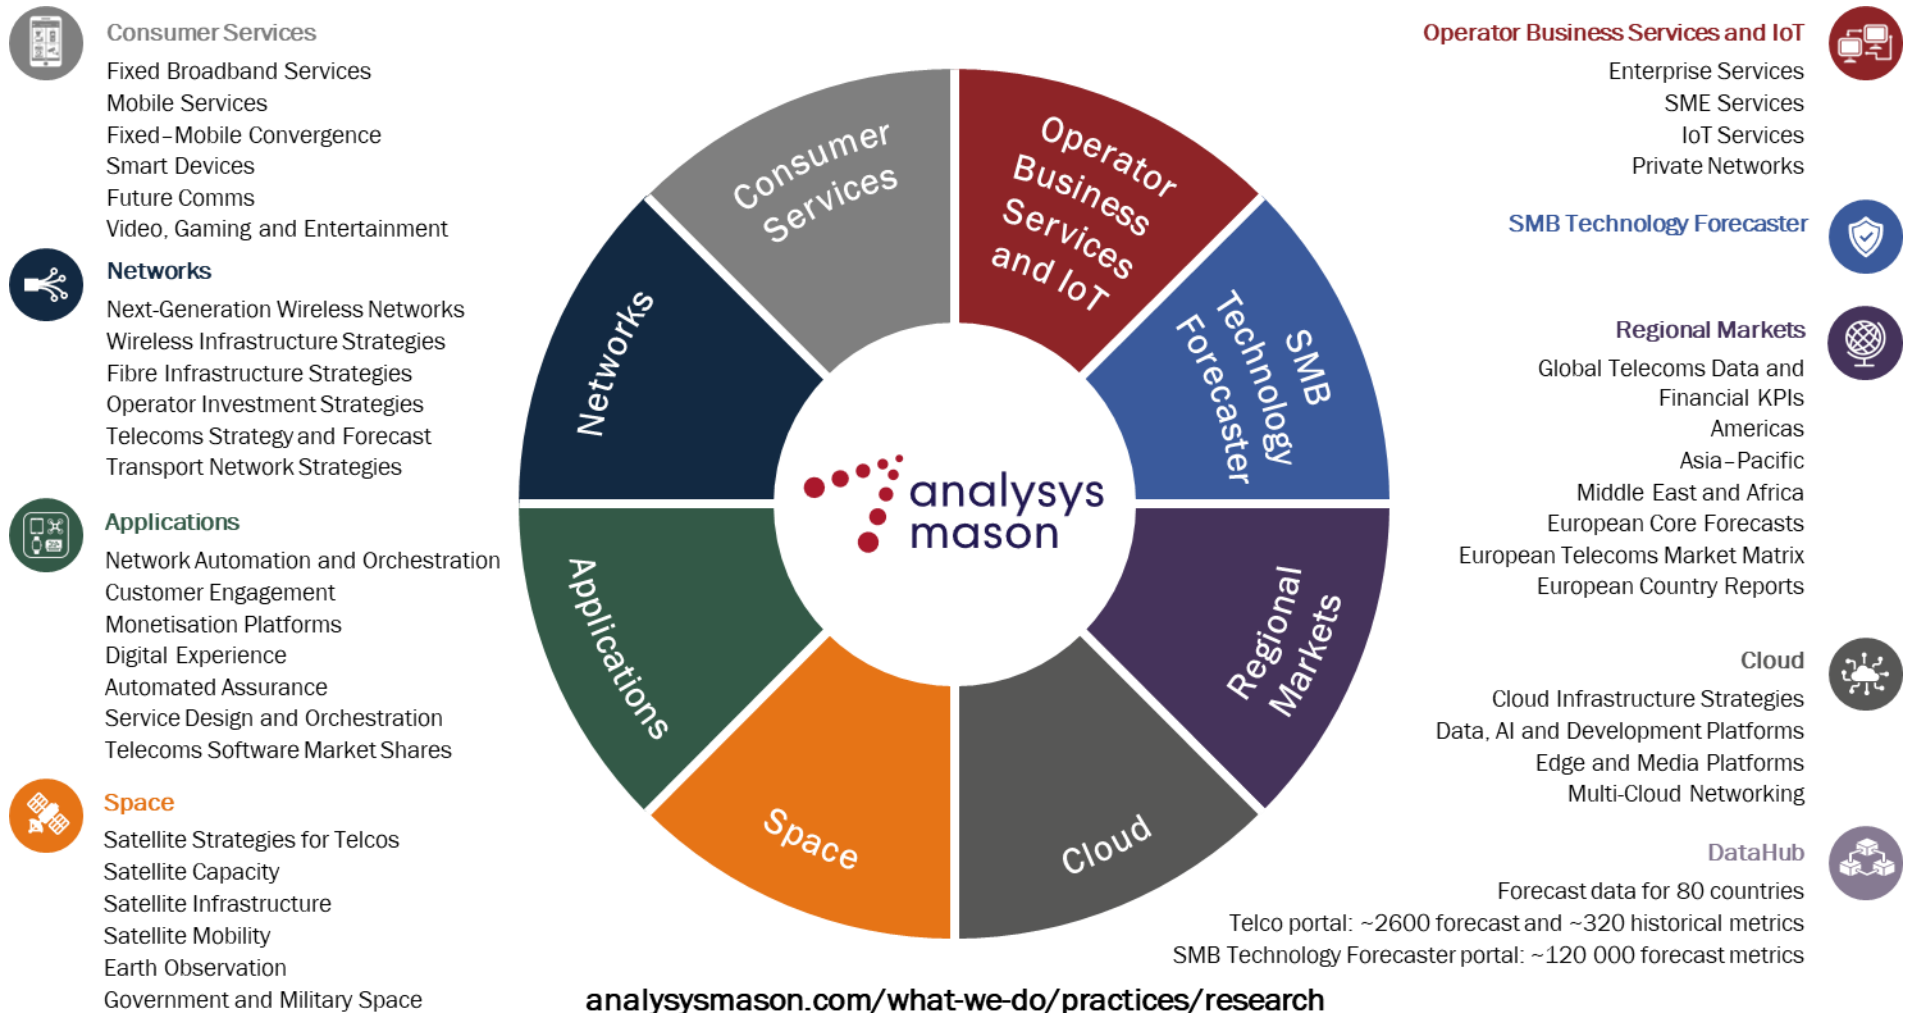 Consumer Services
Fixed Broadband Services
Mobile Services
Fixed–Mobile Convergence
Smart Devices
Future Comms
Video, Gaming and Entertainment
Networks
Next-Generation Wireless Networks
Wireless Infrastructure Strategies
Fibre Infrastructure Strategies
Operator Investment Strategies
Telecoms Strategy and Forecast
Transport Network Strategies
Applications
Network Automation and Orchestration
Customer Engagement
Monetisation Platforms
Digital Experience
Automated Assurance
Service Design and Orchestration
Telecoms Software Market Shares
Space
Satellite Strategies for Telcos
Satellite Capacity
Satellite Infrastructure
Satellite Mobility
Earth Observation
Government and Military Space
Consumer
Services
Operator
Business
Services
and IoT
Networks
SMB
Technology
Forecaster
analysys
mason
Applications
Regional
Markets
Space
Cloud
Operator Business Services and IoT
Enterprise Services
SME Services
IoT Services
Private Networks
SMB Technology Forecaster
Regional Markets
Global Telecoms Data and
Financial KPIs
Americas
Asia–Pacific
Middle East and Africa
European Core Forecasts
European Telecoms Market Matrix
European Country Reports
Cloud
Cloud Infrastructure Strategies
Data, AI and Development Platforms
Edge and Media Platforms
Multi-Cloud Networking
DataHub
Forecast data for 80 countries
Telco portal: ~2600 forecast and ~320 historical metrics
SMB Technology Forecaster portal: ~120 000 forecast metrics
analysysmason.com/what-we-do/practices/research